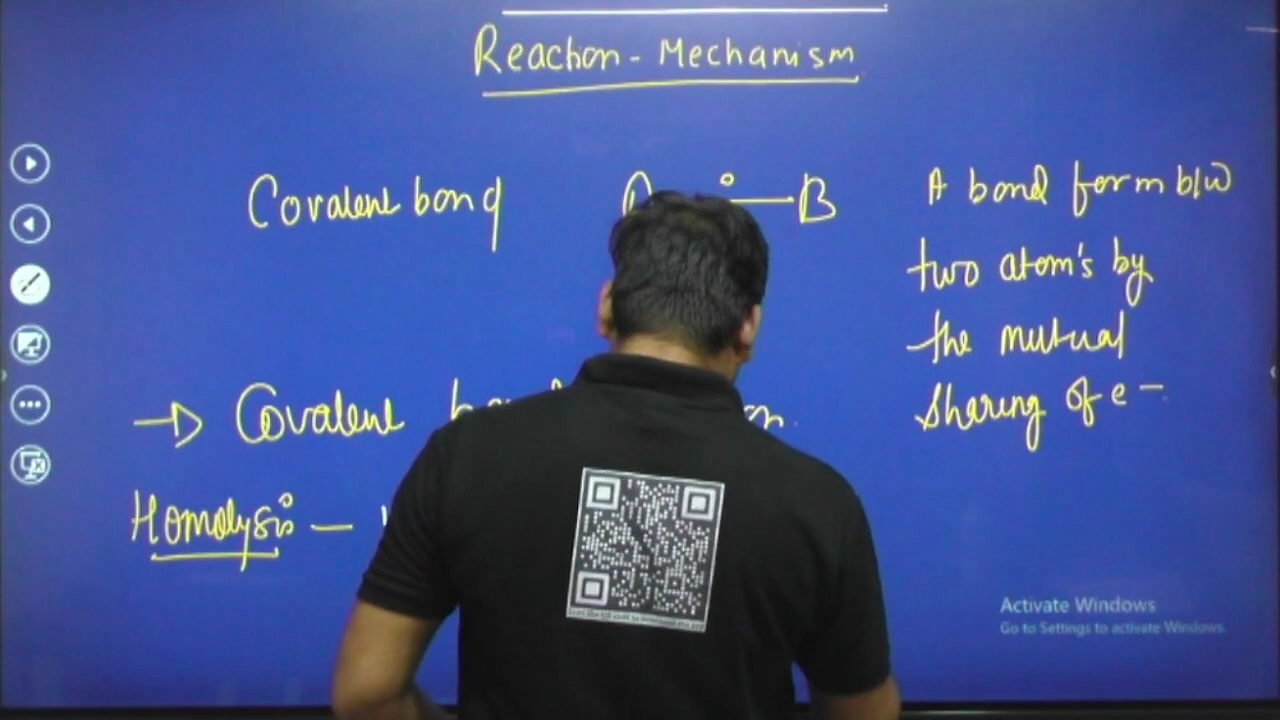 Reaction - Mechanism
Covalent bond
B
A bond form b/w
two atom's by
the mutual
Sharing of e-
→ Covalent
Homolysis —
Activate Windows
Go to Settings to activate Windows.